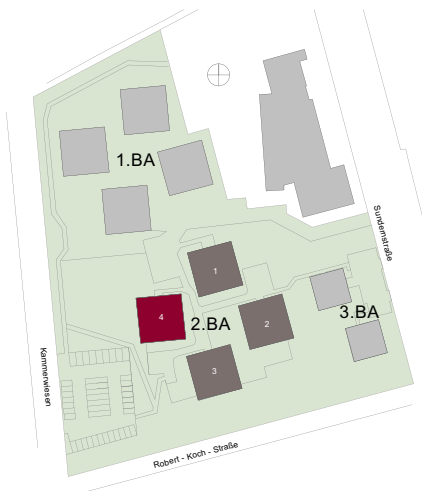 1.BA
Sundernstraße
1
4
2.BA
2
3.BA
3
Kammerwiesen
Robert - Koch - Straße